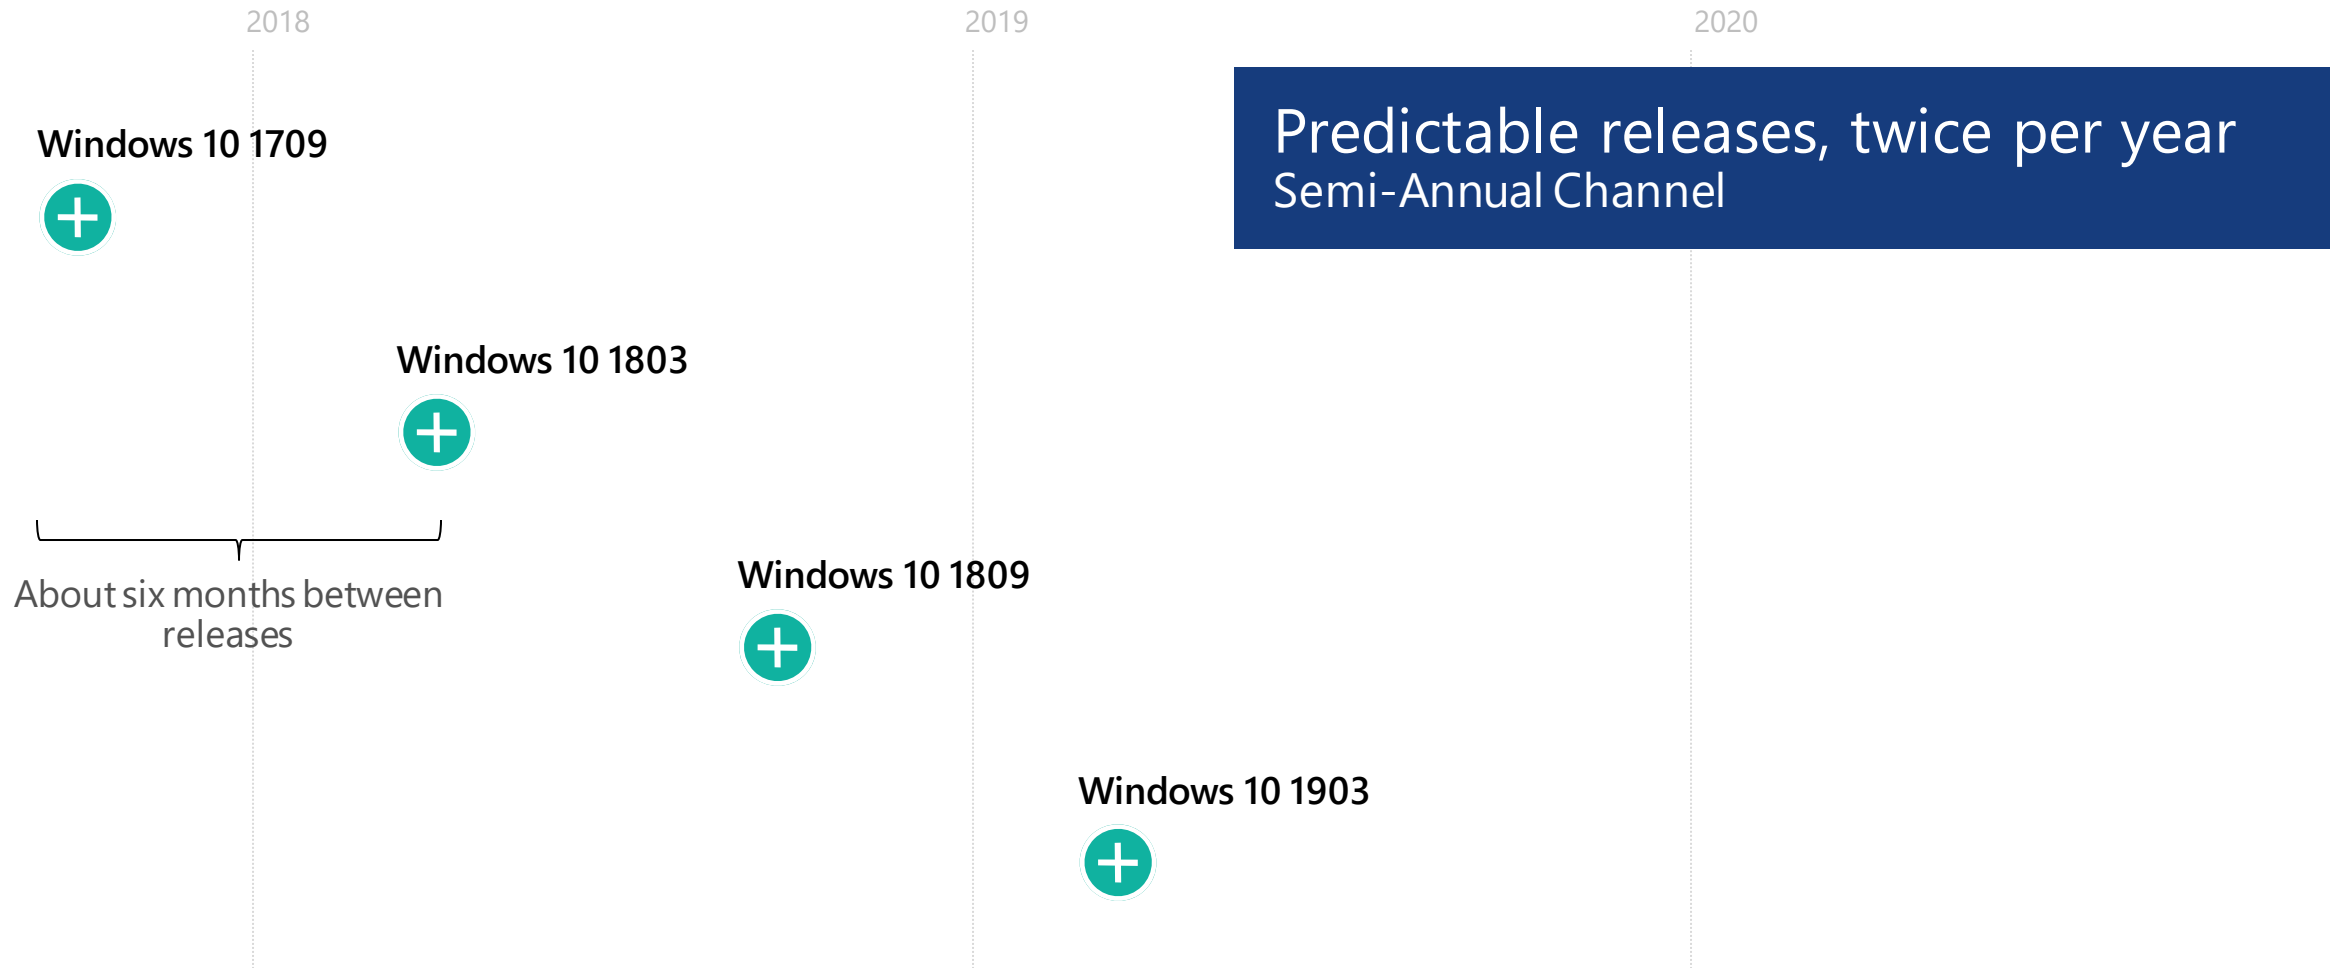 2018
2019
2020
Predictable releases, twice per year
Semi-Annual Channel
Windows 10 1709
Windows 10 1803
About six months between
releases
Windows 10 1809
Windows 10 1903